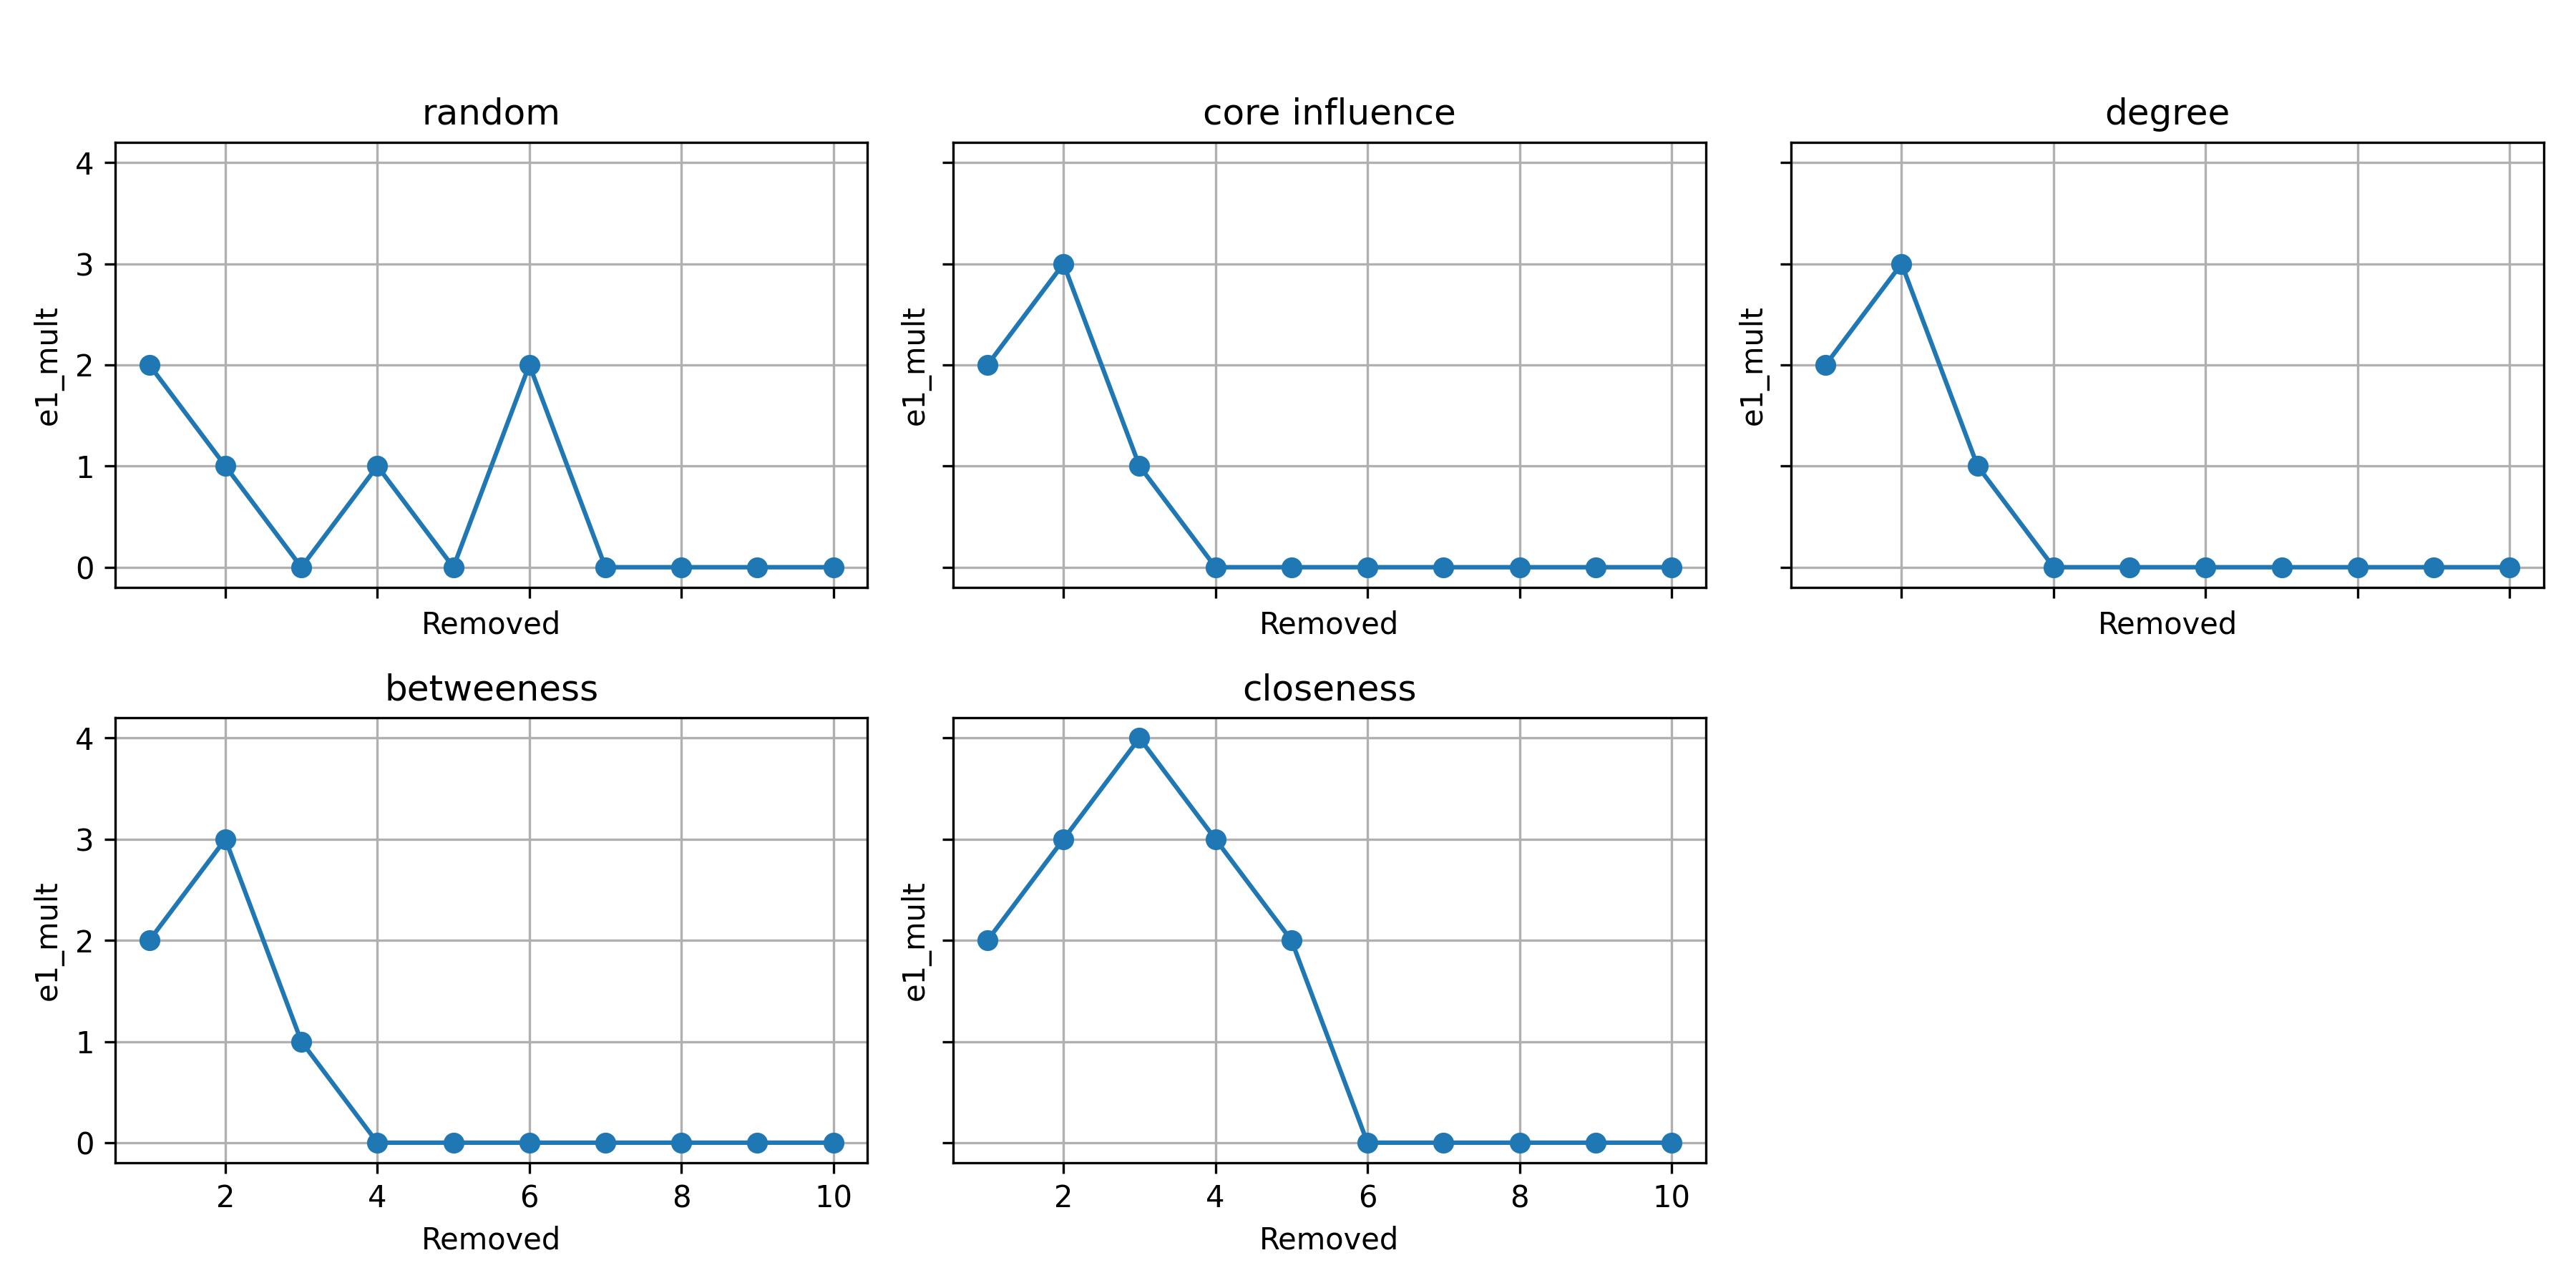 random
4
3
2
1
0
e1_mult
Removed
core influence
e1_mult
Removed
degree
e1_mult
Removed
betweeness
4
3
2
1
0
e1_mult
2 4 6 8 10
Removed
closeness
e1_mult
2 4 6 8 10
Removed